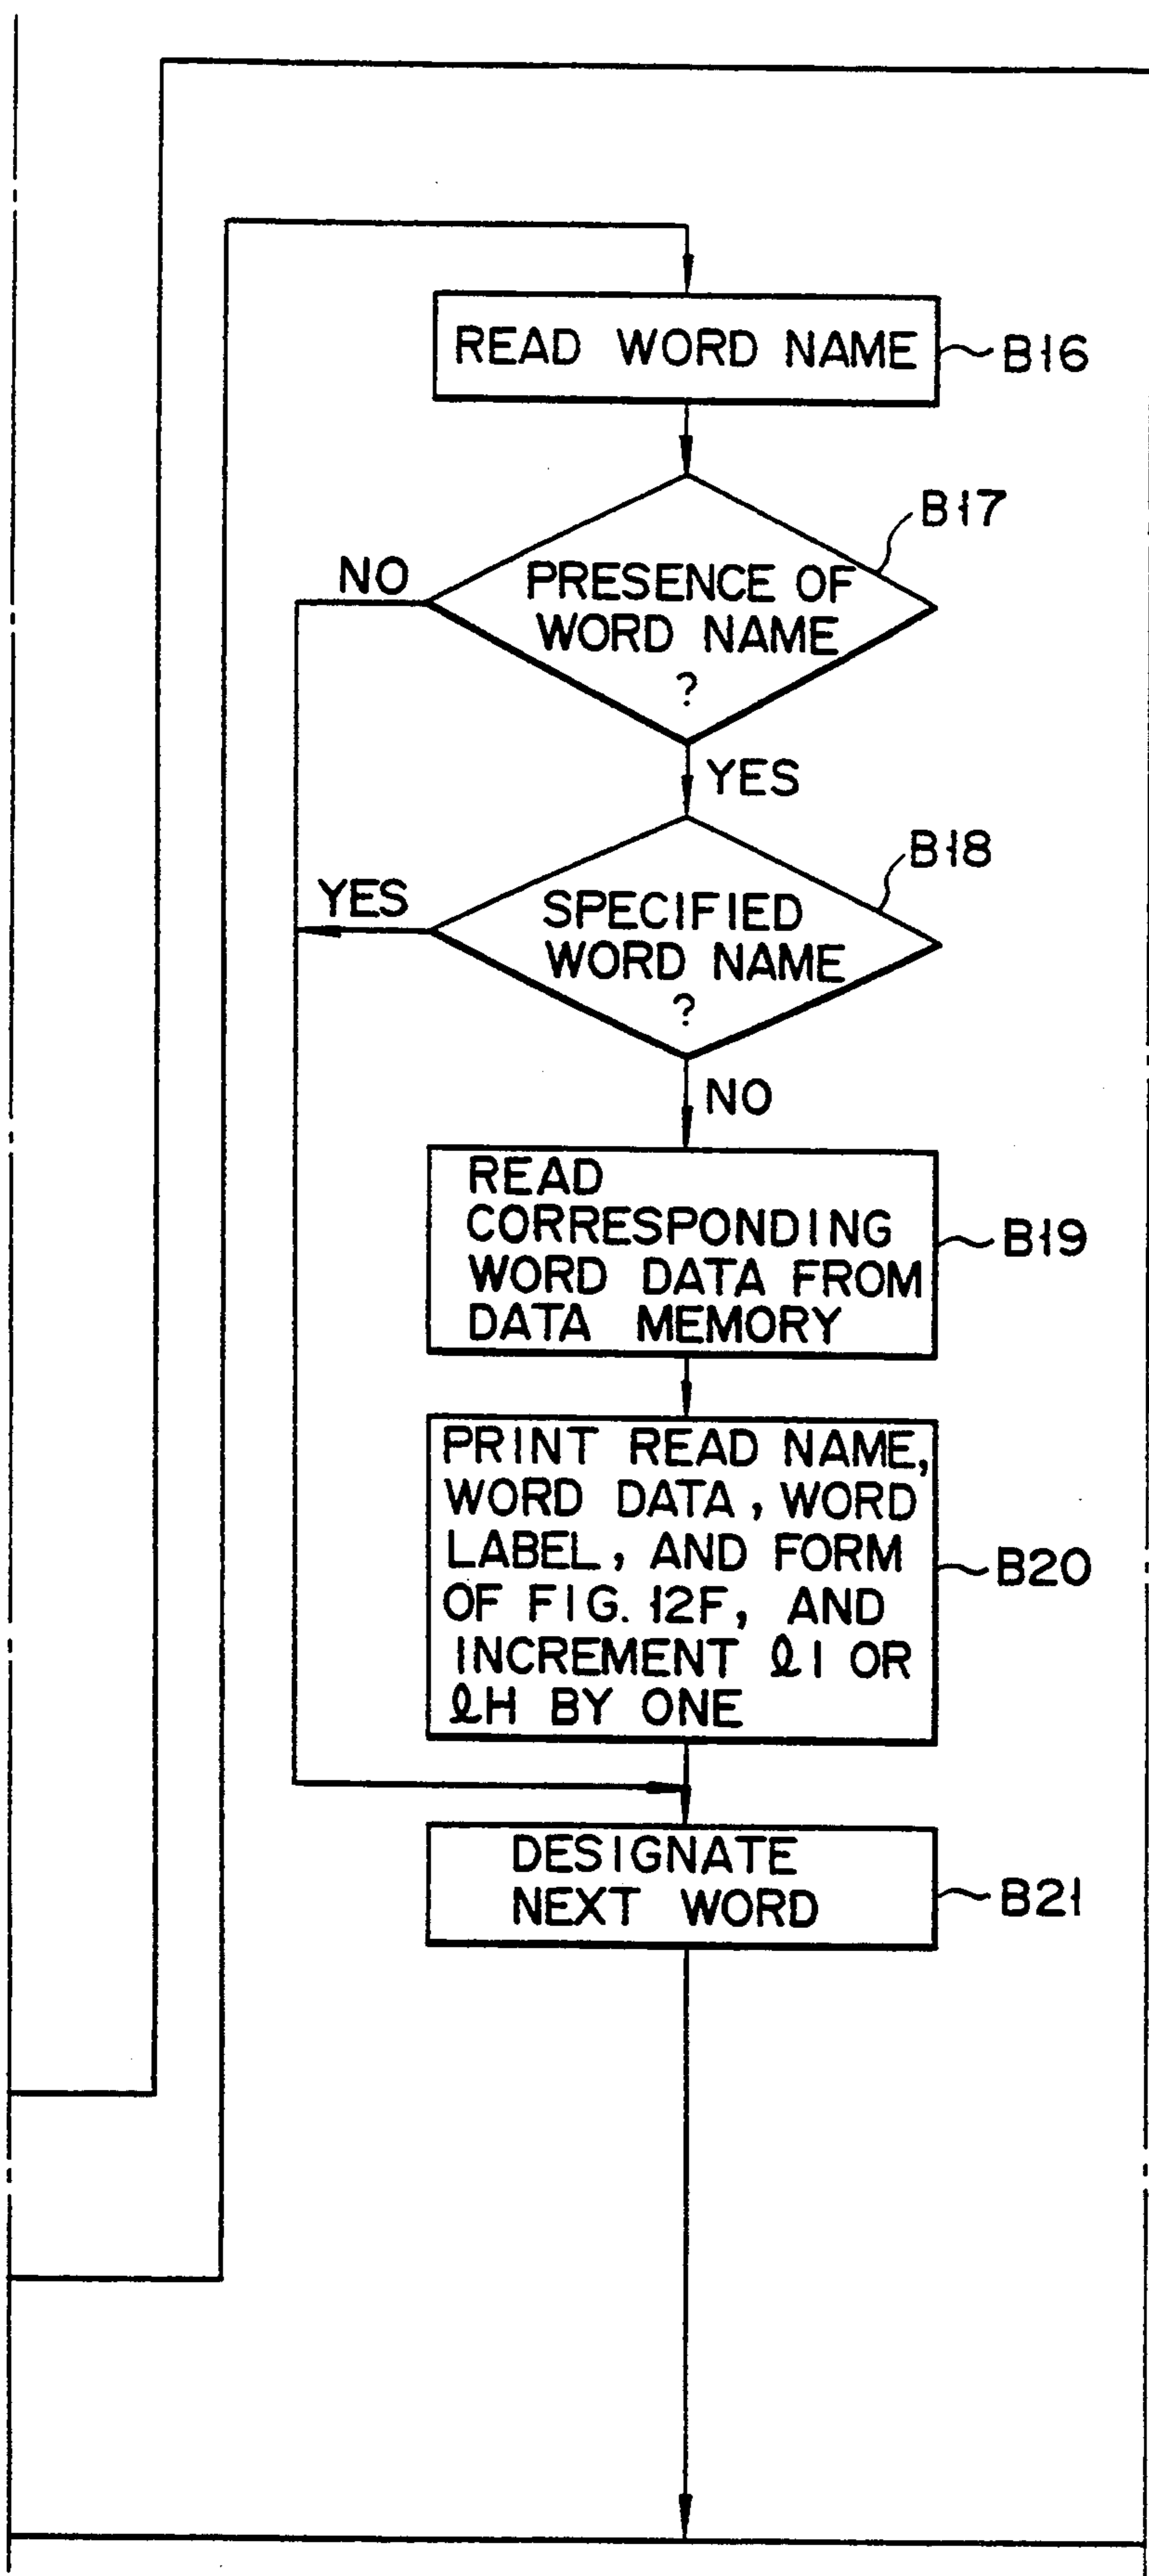 READ WORD NAME
B16
B17
NO
PRESENCE OF
WORD NAME
?
YES
B18
YES
SPECIFIED
WORD NAME
?
NO
READ
CORRESPONDING
WORD DATA FROM
DATA MEMORY
B19
PRINT READ NAME,
WORD DATA, WORD
LABEL, AND FORM
OF FIG. 12F, AND
INCREMENT ℓI OR
ℓH BY ONE
B20
DESIGNATE
NEXT WORD
B21